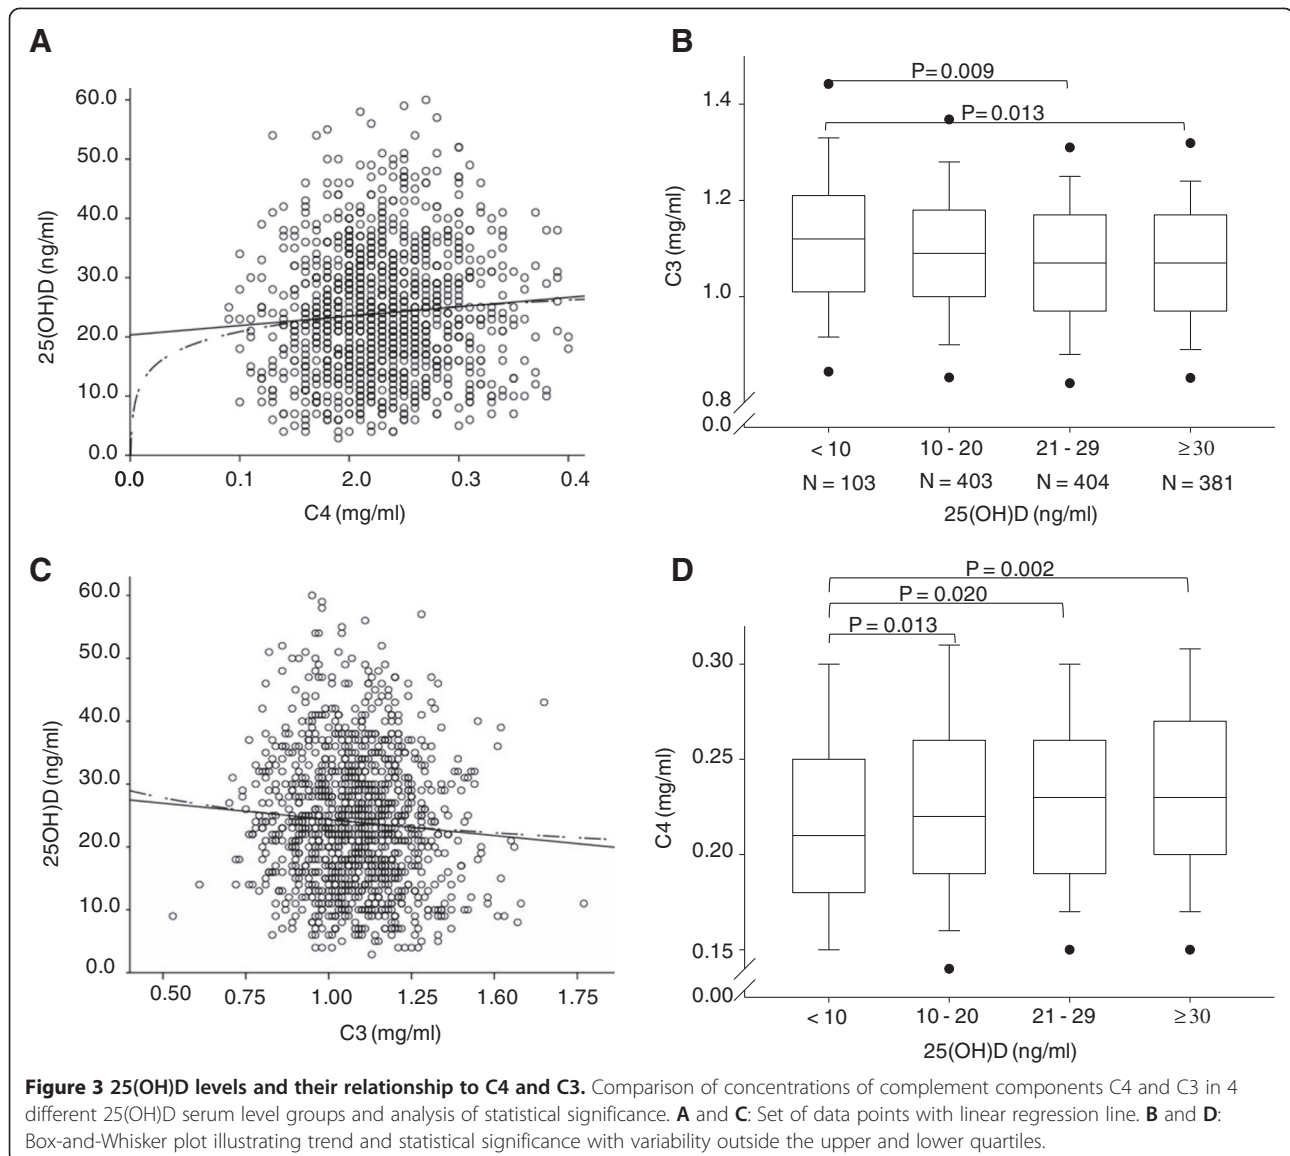 A
60.0
50.0
40.0
30.0
20.0
10.0
0.0
25(OH)D (ng/ml)
0.0 0.1 2.0 0.3 0.4
C4 (mg/ml)
B
P=0.009
P=0.013
1.4
1.2
1.0
0.8
0.0
C3 (mg/ml)
<10 10-20 21-29 ≥30
N=103 N=403 N=404 N=381
25(OH)D (ng/ml)
C
60.0
50.0
40.0
30.0
20.0
10.0
0.0
25OH)D (ng/ml)
0.50 0.75 1.00 1.25 1.60 1.75
C3 (mg/ml)
D
P=0.002
P=0.020
P=0.013
0.30
0.25
0.20
0.15
0.00
C4 (mg/ml)
<10 10-20 21-29 ≥30
25(OH)D (ng/ml)
Figure 3 25(OH)D levels and their relationship to C4 and C3. Comparison of concentrations of complement components C4 and C3 in 4
different 25(OH)D serum level groups and analysis of statistical significance. A and C: Set of data points with linear regression line. B and D:
Box-and-Whisker plot illustrating trend and statistical significance with variability outside the upper and lower quartiles.